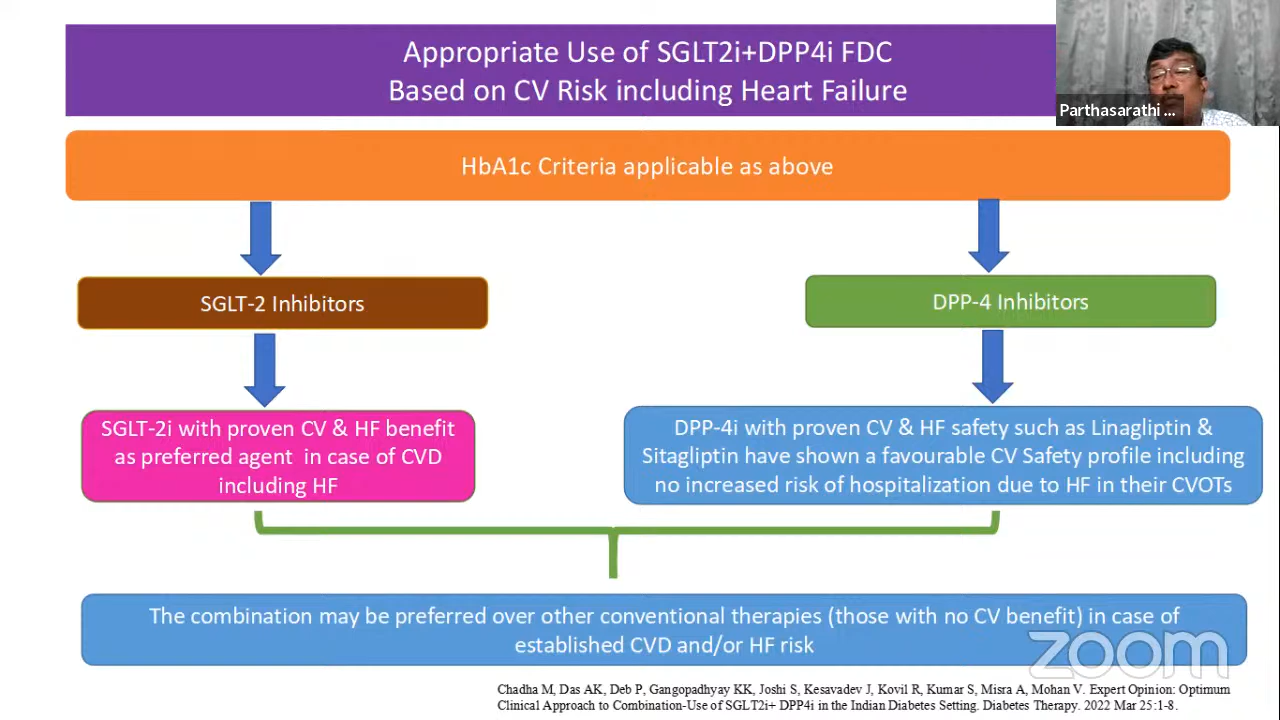 Appropriate Use of SGLT2i+DPP4i FDC
Based on CV Risk including Heart Failure
Parthasarathi ...
HbA1c Criteria applicable as above
SGLT-2 Inhibitors
DPP-4 Inhibitors
SGLT-2i with proven CV & HF benefit
as preferred agent in case of CVD
including HF
DPP-4i with proven CV & HF safety such as Linagliptin &
Sitagliptin have shown a favourable CV Safety profile including
no increased risk of hospitalization due to HF in their CVOTs
The combination may be preferred over other conventional therapies (those with no CV benefit) in case of
established CVD and/or HF risk
zoom
Chadha M, Das AK, Deb P, Gangopadhyay KK, Joshi S, Kesavadev J, Kovil R, Kumar S, Misra A, Mohan V. Expert Opinion: Optimum
Clinical Approach to Combination-Use of SGLT2i+ DPP4i in the Indian Diabetes Setting. Diabetes Therapy. 2022 Mar 25:1-8.